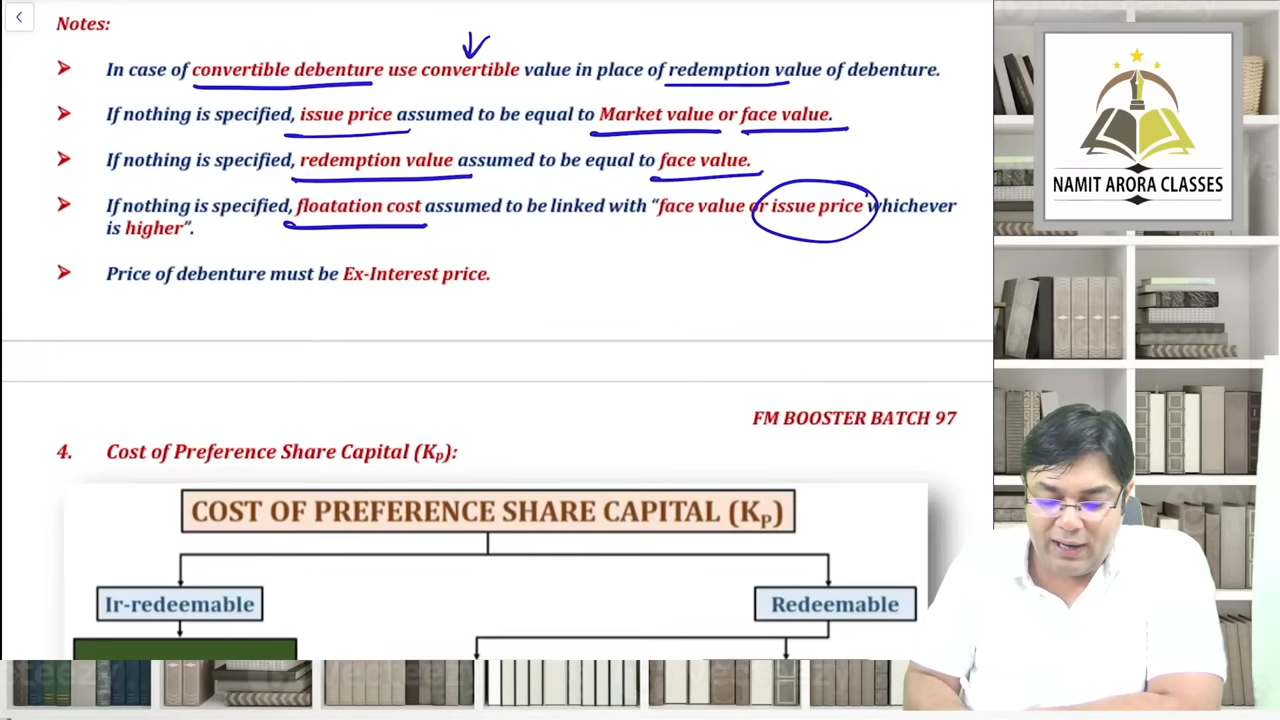 Notes:
➤ In case of convertible debenture use convertible value in place of redemption value of debenture.
➤ If nothing is specified, issue price assumed to be equal to Market value or face value.
➤ If nothing is specified, redemption value assumed to be equal to face value.
➤ If nothing is specified, floatation cost assumed to be linked with “face value or issue price whichever
is higher”.
➤ Price of debenture must be Ex-Interest price.
NAMIT ARORA CLASSES
FM BOOSTER BATCH 97
4. Cost of Preference Share Capital (Kp):
COST OF PREFERENCE SHARE CAPITAL (KP)
Ir-redeemable
Redeemable